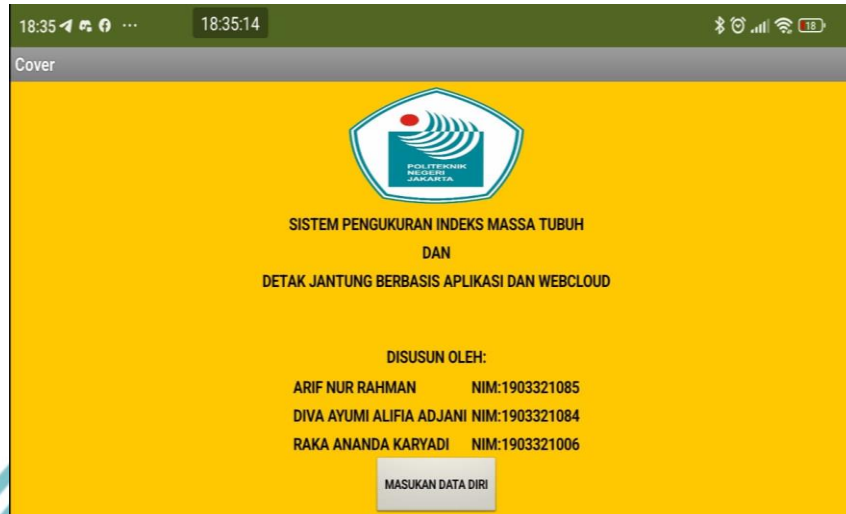 18:35 ... 18:35:14 18
Cover
POLITEKNIK
NEGERI
JAKARTA
SISTEM PENGUKURAN INDEKS MASSA TUBUH
DAN
DETAK JANTUNG BERBASIS APLIKASI DAN WEBCLOUD
DISUSUN OLEH:
ARIF NUR RAHMAN NIM:1903321085
DIVA AYUMI ALIFIA ADJANI NIM:1903321084
RAKA ANANDA KARYADI NIM:1903321006
MASUKAN DATA DIRI